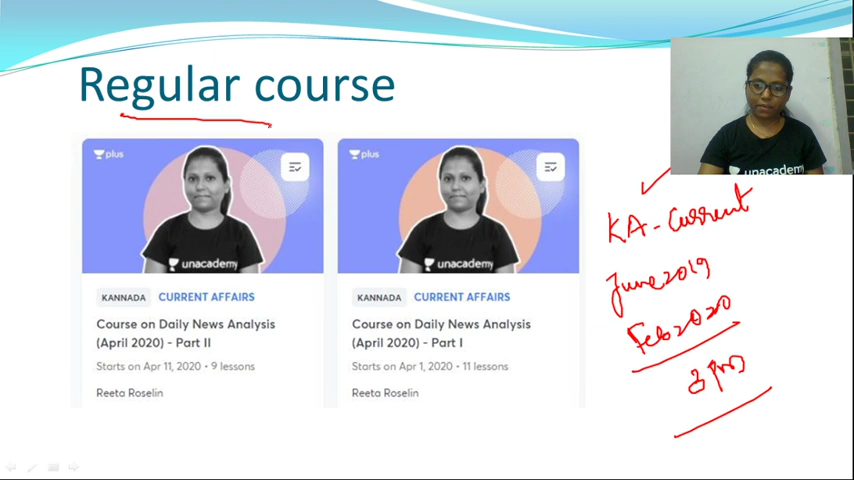 Regular course
plus
plus
unacademy
unacademy
unacademy
KANNADA CURRENT AFFAIRS
KANNADA CURRENT AFFAIRS
Course on Daily News Analysis
(April 2020) - Part II
Course on Daily News Analysis
(April 2020) - Part I
Starts on Apr 11, 2020 • 9 lessons
Starts on Apr 1, 2020 • 11 lessons
Reeta Roselin
Reeta Roselin
KA - Current
June 2019
Feb 2020